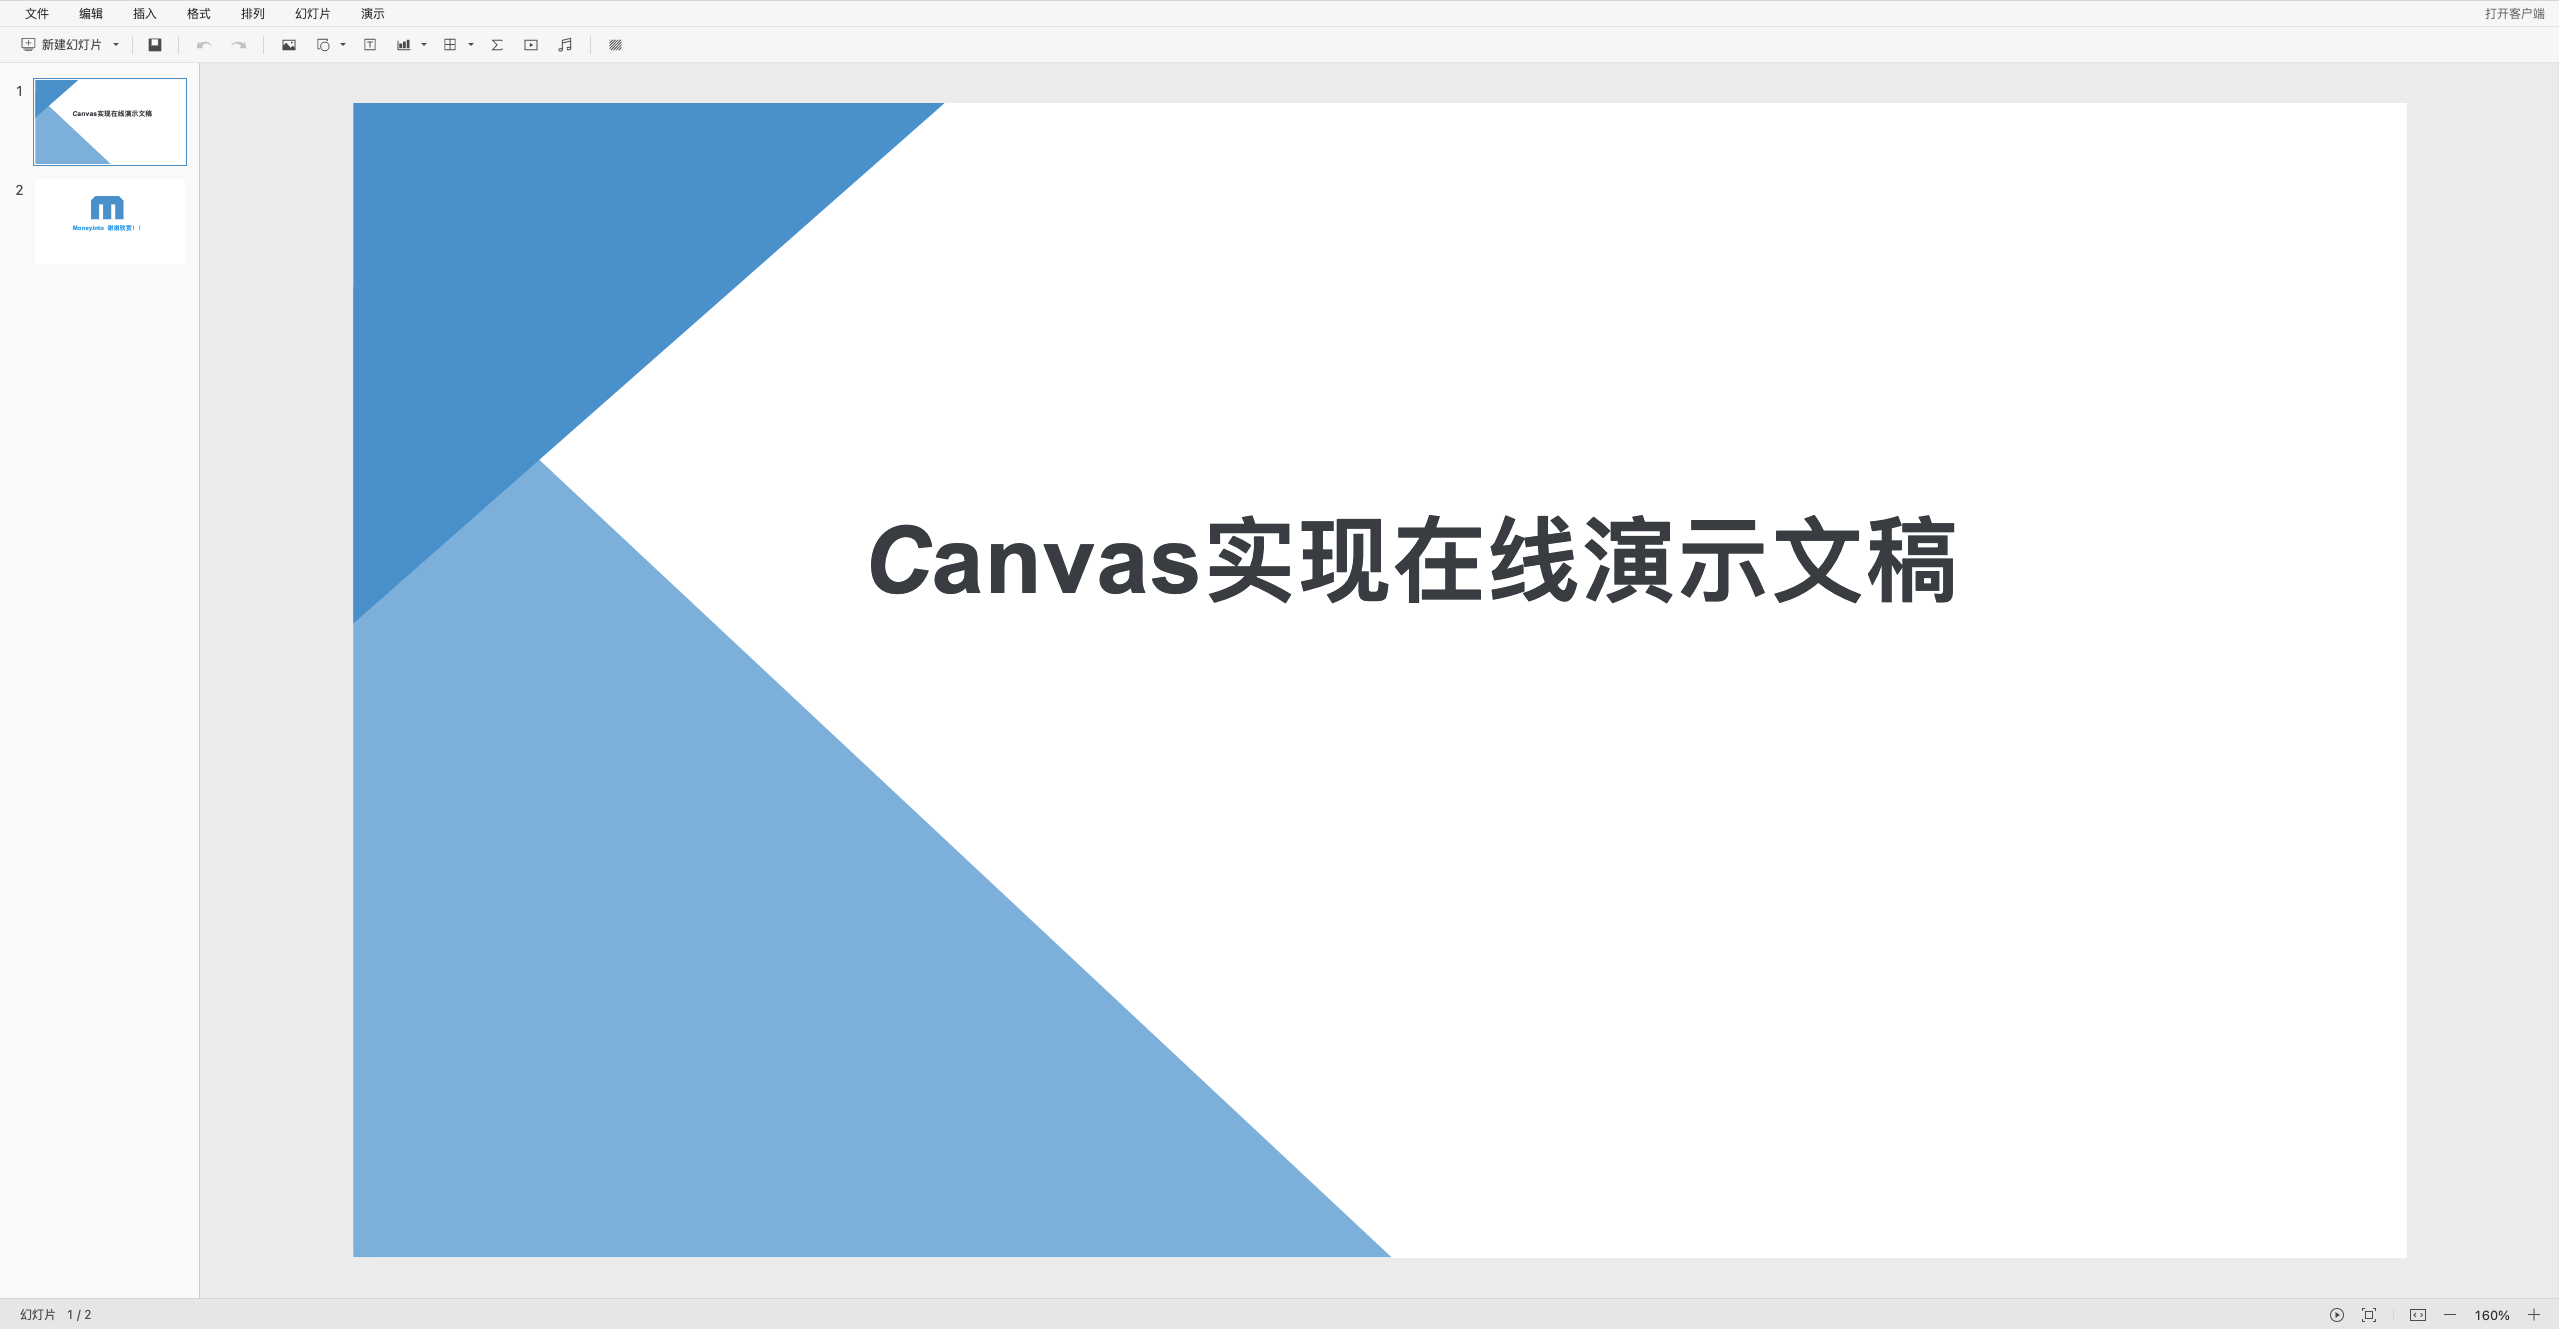 文件 编辑 插入 格式 排列 幻灯片 演示 打开客户端
新建幻灯片
1
Canvas实现在线演示文稿
2
Moneyinto 谢谢欣赏！！
Canvas实现在线演示文稿
幻灯片 1 / 2
160%